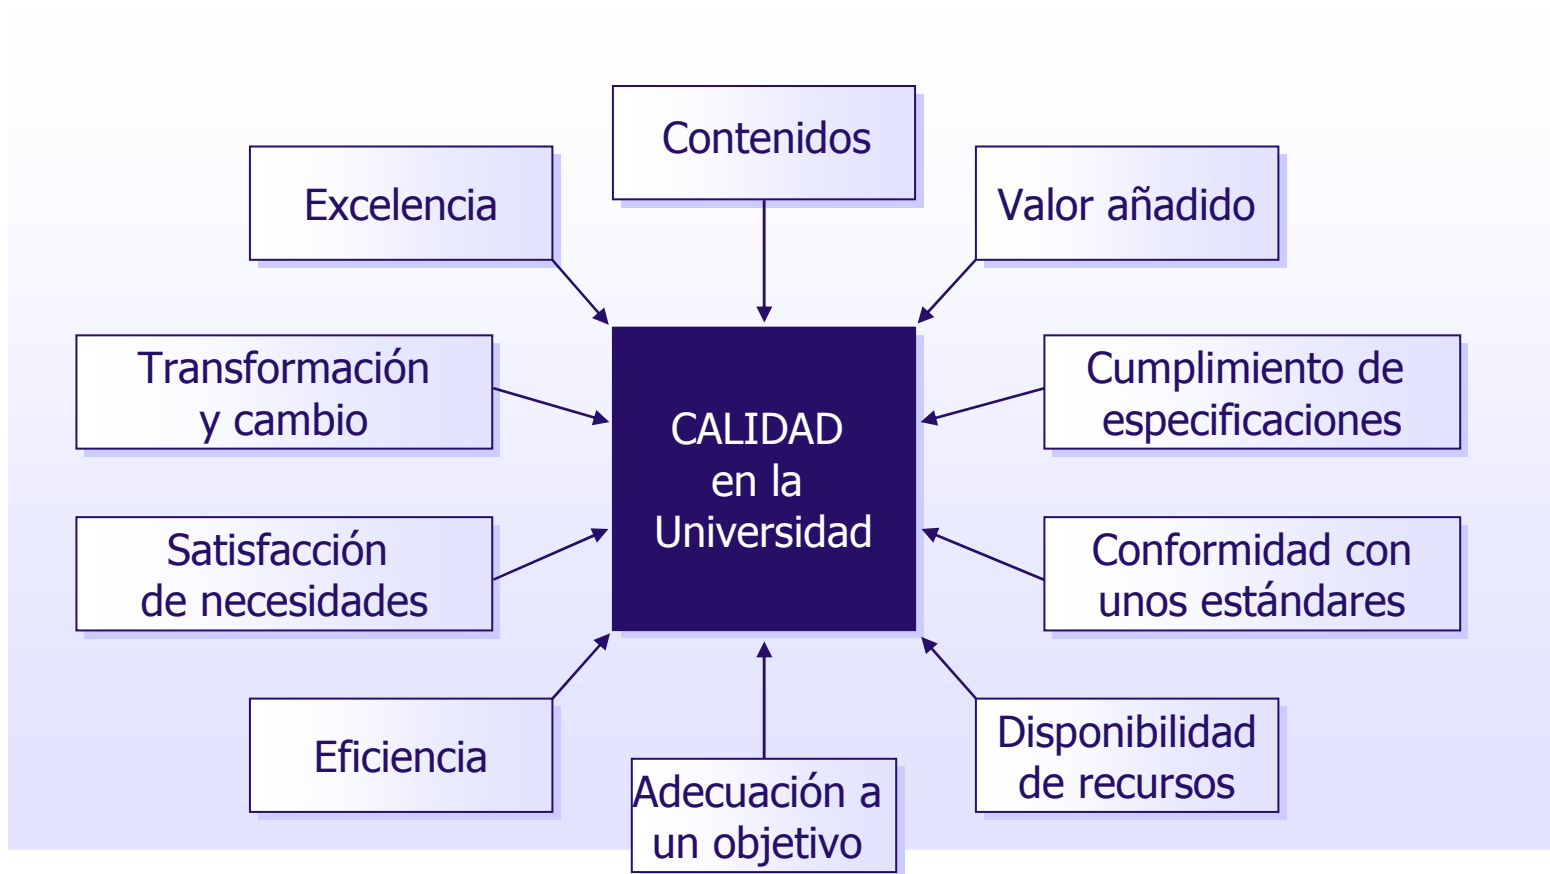 Contenidos
Excelencia
Valor añadido
Transformación
y cambio
Cumplimiento de
especificaciones
CALIDAD
en la
Universidad
Satisfacción
de necesidades
Conformidad con
unos estándares
Eficiencia
Adecuación a
un objetivo
Disponibilidad
de recursos